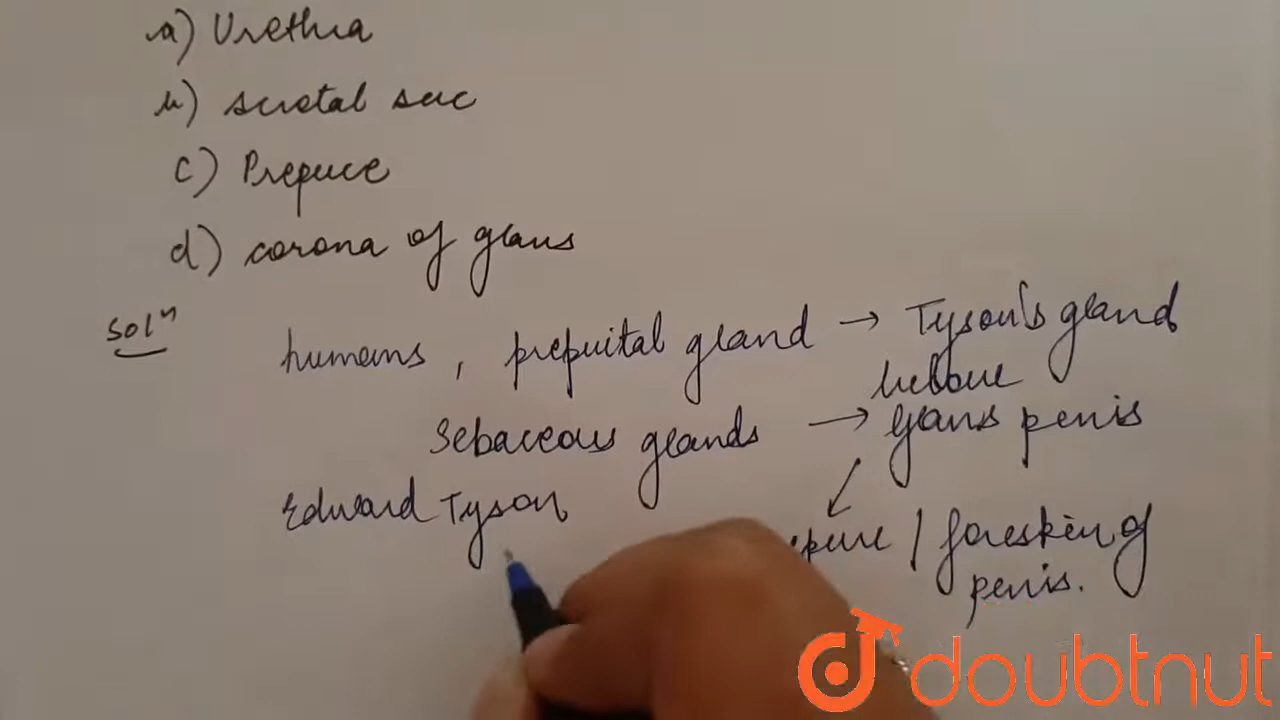 a) Urethra
b) scrotal sac
c) Prepuce
d) corona of glans
Solⁿ
humans, prepuital gland → Tyson's gland
below
Sebaceous glands → glans penis
Edward Tyson
/ foreskin of
penis.
doubtnut